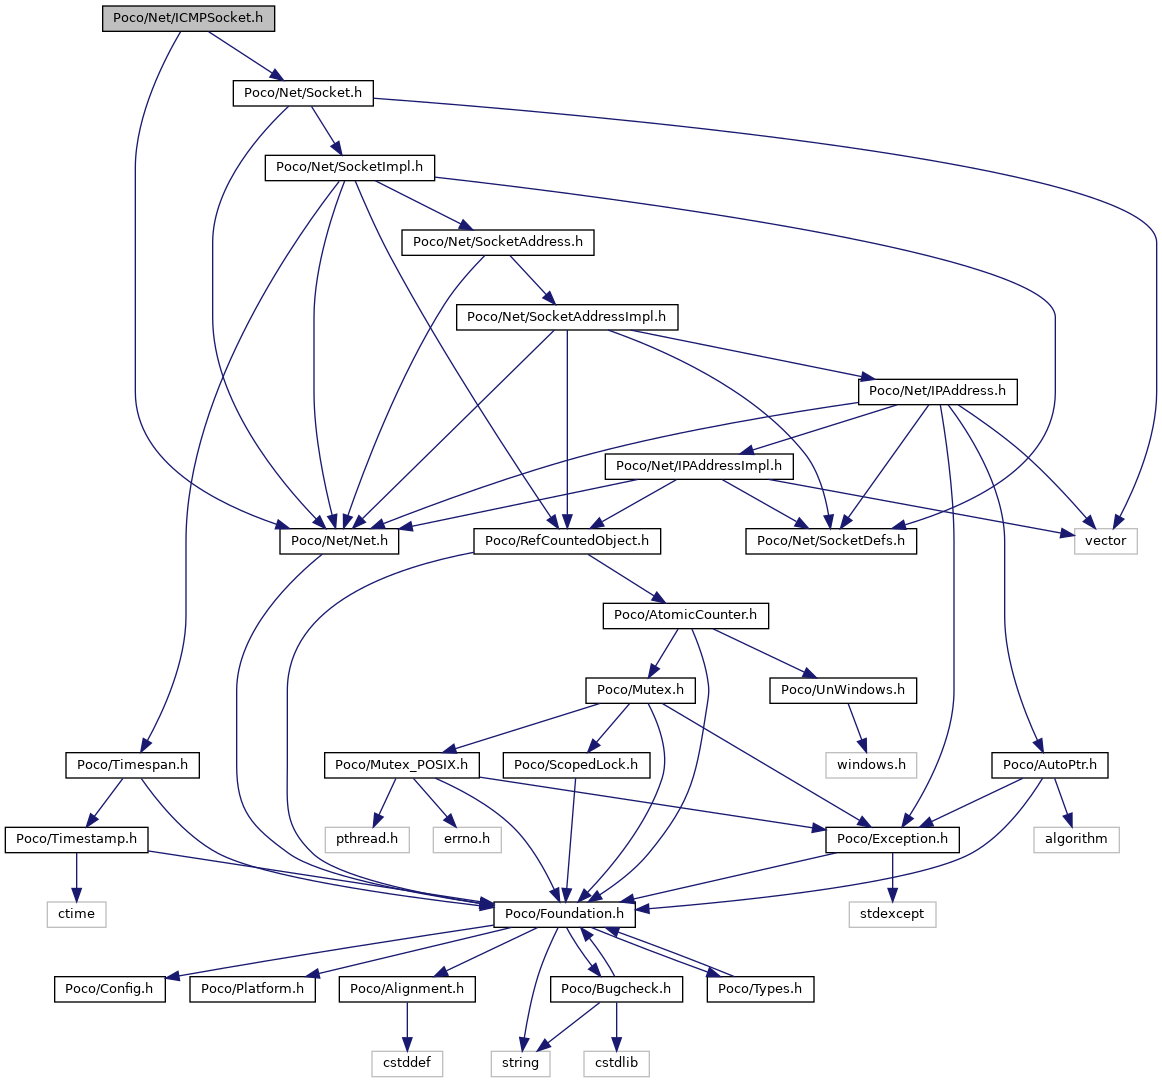 Poco/Net/ICMPSocket.h
Poco/Net/Socket.h
Poco/Net/SocketImpl.h
Poco/Net/SocketAddress.h
Poco/Net/SocketAddressImpl.h
Poco/Net/IPAddress.h
Poco/Net/IPAddressImpl.h
Poco/Net/Net.h
Poco/RefCountedObject.h
Poco/Net/SocketDefs.h
vector
Poco/AtomicCounter.h
Poco/Mutex.h
Poco/UnWindows.h
Poco/Timespan.h
Poco/Mutex_POSIX.h
Poco/ScopedLock.h
windows.h
Poco/AutoPtr.h
Poco/Timestamp.h
pthread.h
errno.h
Poco/Exception.h
algorithm
ctime
Poco/Foundation.h
stdexcept
Poco/Config.h
Poco/Platform.h
Poco/Alignment.h
Poco/Bugcheck.h
Poco/Types.h
cstddef
string
cstdlib